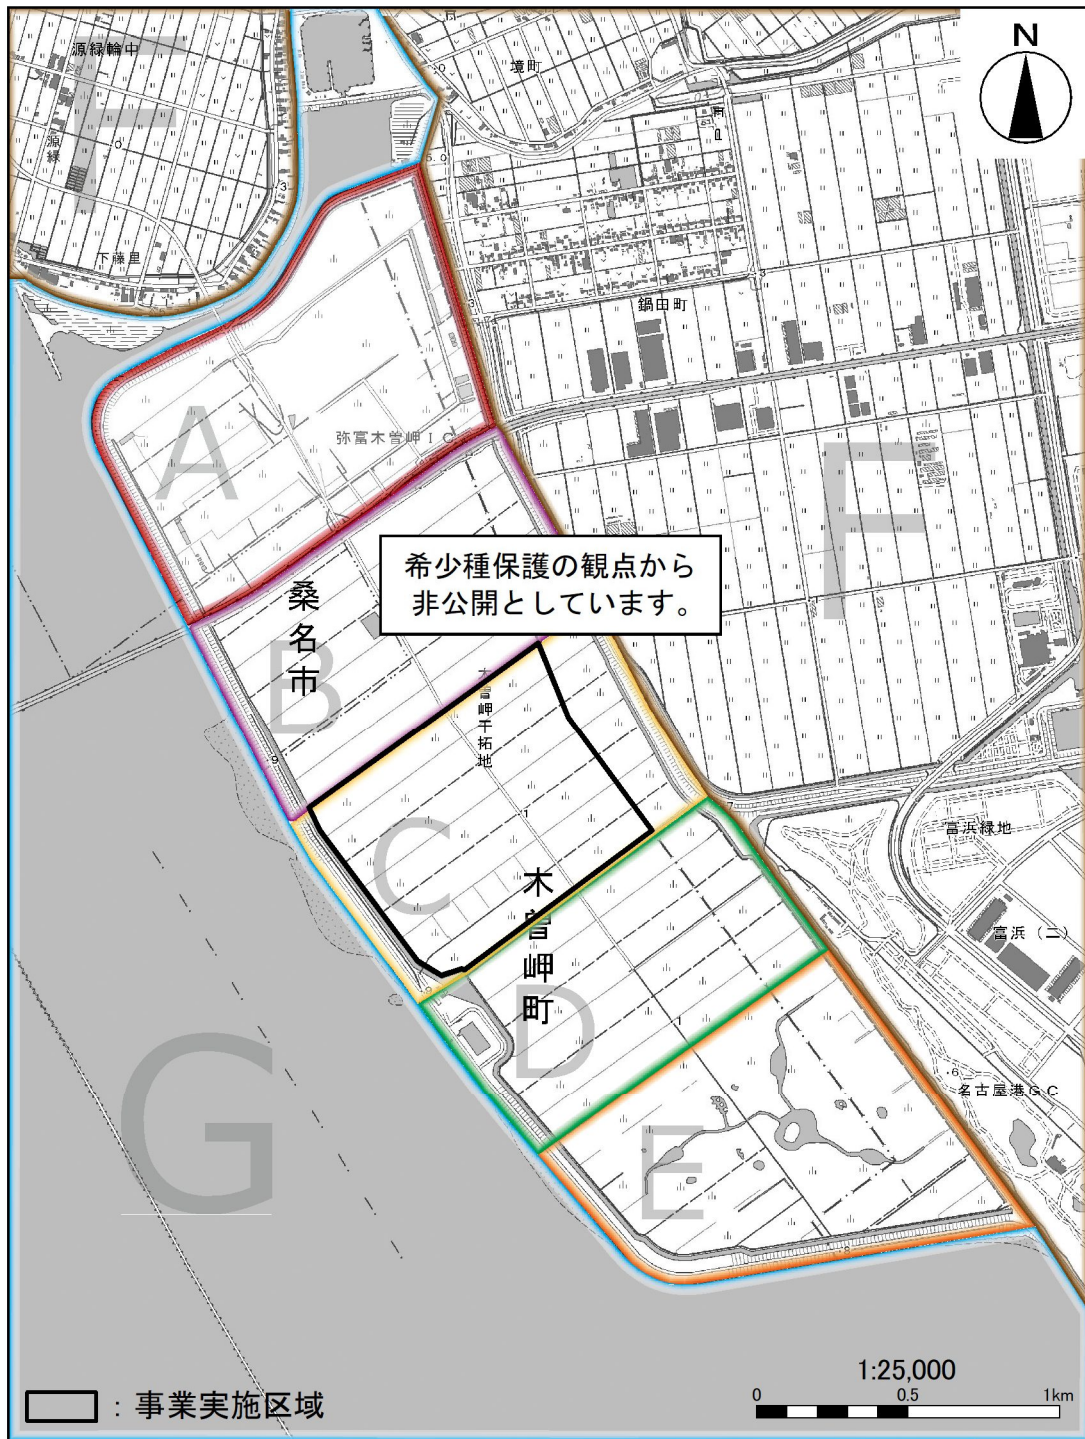 N
源緑輪中
F
境町
源緑
下藤里
鍋田町
A
弥富木曽岬ＩＣ
F
希少種保護の観点から
非公開としています。
桑名市
B
木曽岬干拓地
C
富浜緑地
木曽岬町
富浜（二）
D
G
名古屋港ＧＣ
E
1:25,000
0 0.5 1km
：事業実施区域